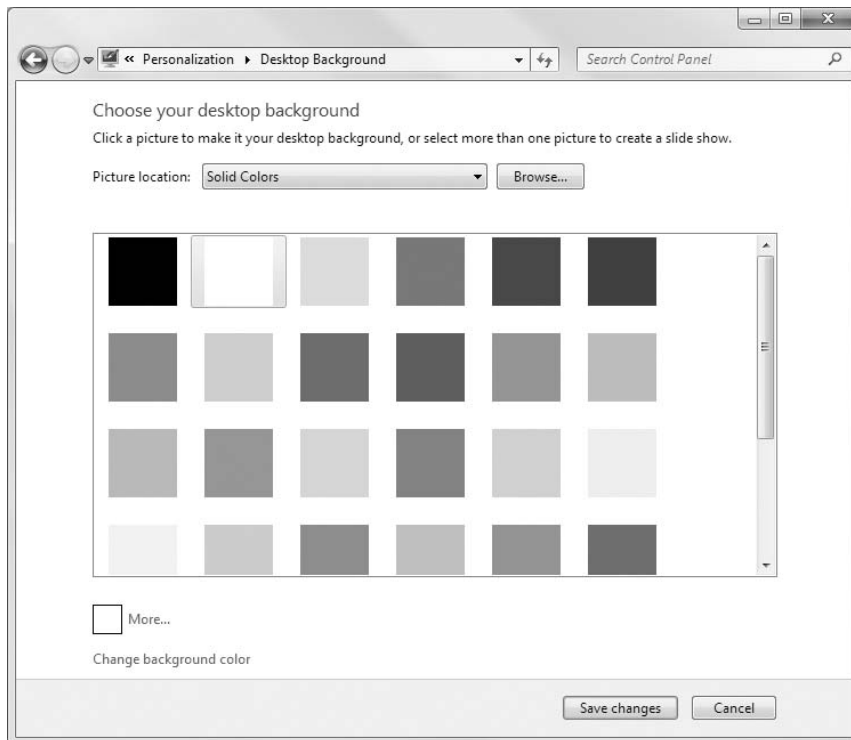 « Personalization ▸ Desktop Background Search Control Panel
Choose your desktop background
Click a picture to make it your desktop background, or select more than one picture to create a slide show.
Picture location: Solid Colors Browse...
More...
Change background color
Save changes Cancel